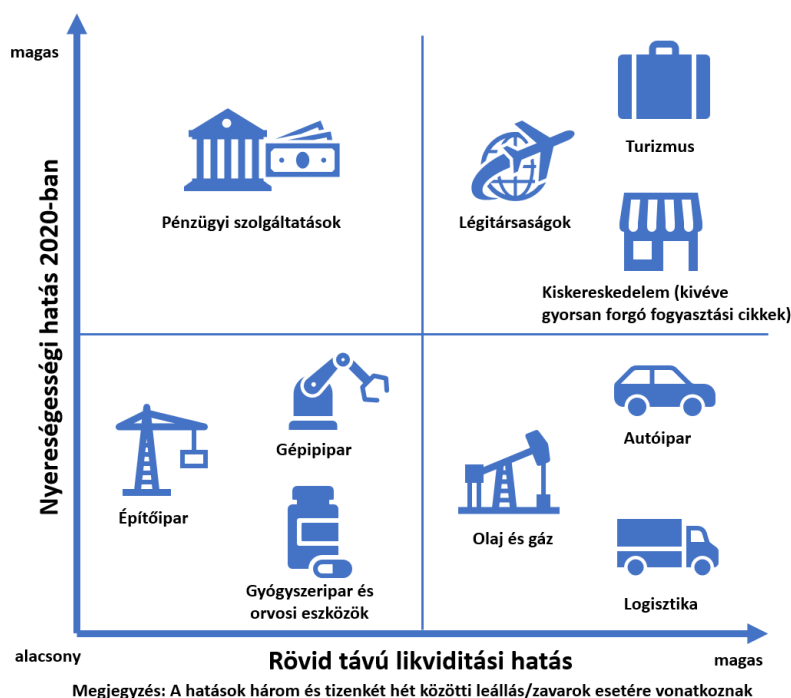 magas
Nyereségességi hatás 2020-ban
Turizmus
Pénzügyi szolgáltatások
Légitársaságok
Kiskereskedelem (kivéve
gyorsan forgó fogyasztási cikkek)
Gépipipar
Autóipar
Építőipar
Olaj és gáz
Gyógyszeripar és
orvosi eszközök
Logisztika
alacsony
Rövid távú likviditási hatás
magas
Megjegyzés: A hatások három és tizenkét hét közötti leállás/zavarok esetére vonatkoznak